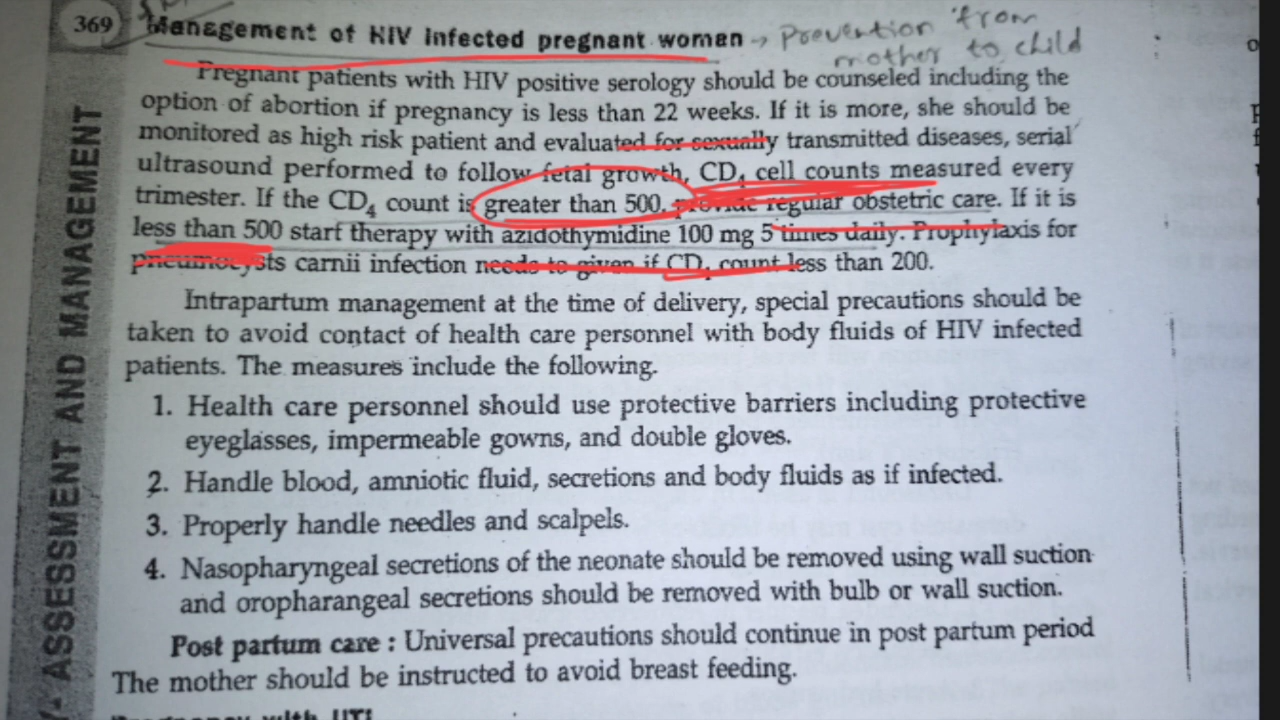 369
Management of HIV infected pregnant woman → Prevention from
mother to child
Pregnant patients with HIV positive serology should be counseled including the
option of abortion if pregnancy is less than 22 weeks. If it is more, she should be
monitored as high risk patient and evaluated for sexually transmitted diseases, serial
ultrasound performed to follow fetal growth, CD4 cell counts measured every
trimester. If the CD4 count is greater than 500, provide regular obstetric care. If it is
less than 500 start therapy with azidothymidine 100 mg 5 times daily. Prophylaxis for
pneumocysts carnii infection needs to given if CD4 count less than 200.
Intrapartum management at the time of delivery, special precautions should be
taken to avoid contact of health care personnel with body fluids of HIV infected
patients. The measures include the following.
1. Health care personnel should use protective barriers including protective
eyeglasses, impermeable gowns, and double gloves.
2. Handle blood, amniotic fluid, secretions and body fluids as if infected.
3. Properly handle needles and scalpels.
4. Nasopharyngeal secretions of the neonate should be removed using wall suction
and oropharangeal secretions should be removed with bulb or wall suction.
Post partum care : Universal precautions should continue in post partum period
The mother should be instructed to avoid breast feeding.
Pregnancy with UTI
ASSESSMENT AND MANAGEMENT